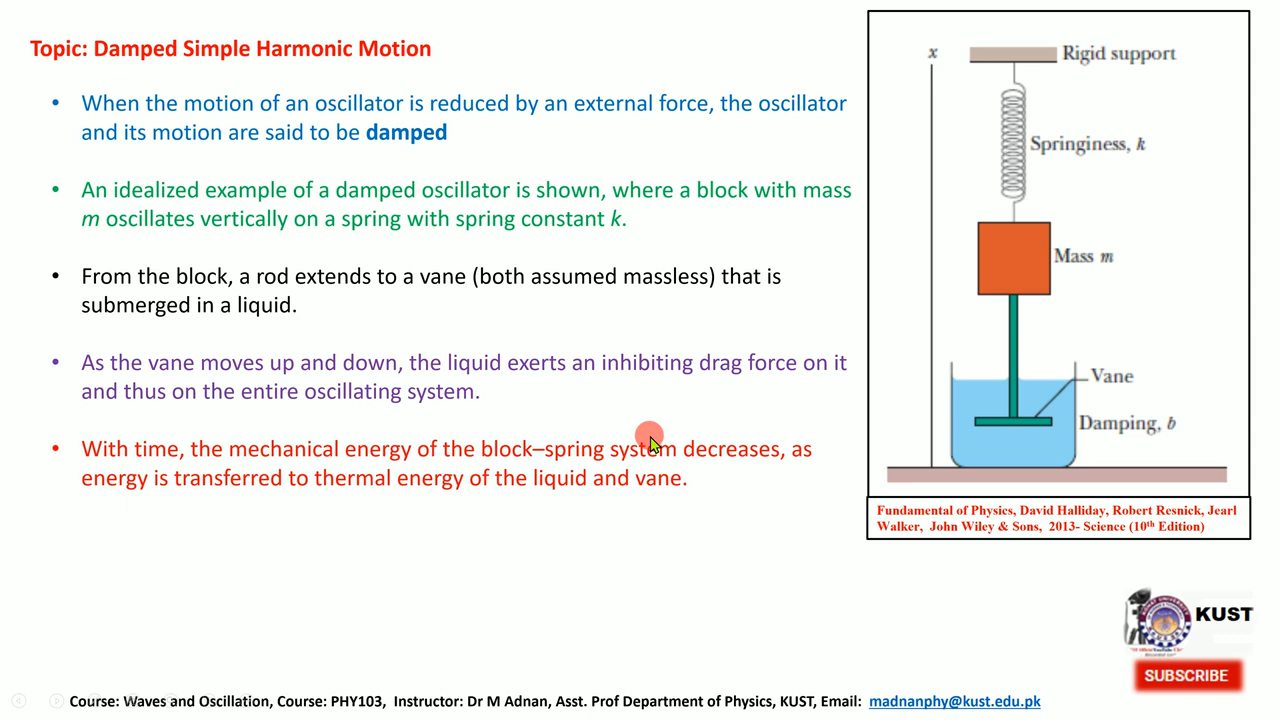 Topic: Damped Simple Harmonic Motion
• When the motion of an oscillator is reduced by an external force, the oscillator
and its motion are said to be damped
• An idealized example of a damped oscillator is shown, where a block with mass
m oscillates vertically on a spring with spring constant k.
• From the block, a rod extends to a vane (both assumed massless) that is
submerged in a liquid.
• As the vane moves up and down, the liquid exerts an inhibiting drag force on it
and thus on the entire oscillating system.
• With time, the mechanical energy of the block–spring system decreases, as
energy is transferred to thermal energy of the liquid and vane.
x
Rigid support
Springiness, k
Mass m
Vane
Damping, b
Fundamental of Physics, David Halliday, Robert Resnick, Jearl
Walker, John Wiley & Sons, 2013- Science (10th Edition)
KUST
SUBSCRIBE
Course: Waves and Oscillation, Course: PHY103, Instructor: Dr M Adnan, Asst. Prof Department of Physics, KUST, Email: madnanphy@kust.edu.pk